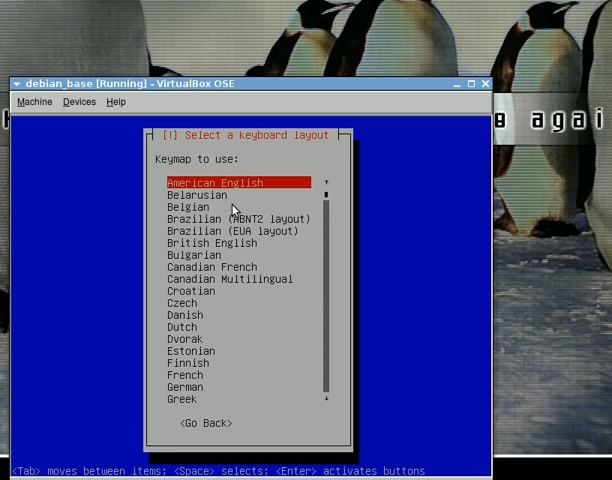 debian_base [Running] - VirtualBox OSE
Machine Devices Help
agai
[!] Select a keyboard layout
Keymap to use:
American English
Belarusian
Belgian
Brazilian (ABNT2 layout)
Brazilian (EUA layout)
British English
Bulgarian
Canadian French
Canadian Multilingual
Croatian
Czech
Danish
Dutch
Dvorak
Estonian
Finnish
French
German
Greek
<Go Back>
<Tab> moves between items; <Space> selects; <Enter> activates buttons